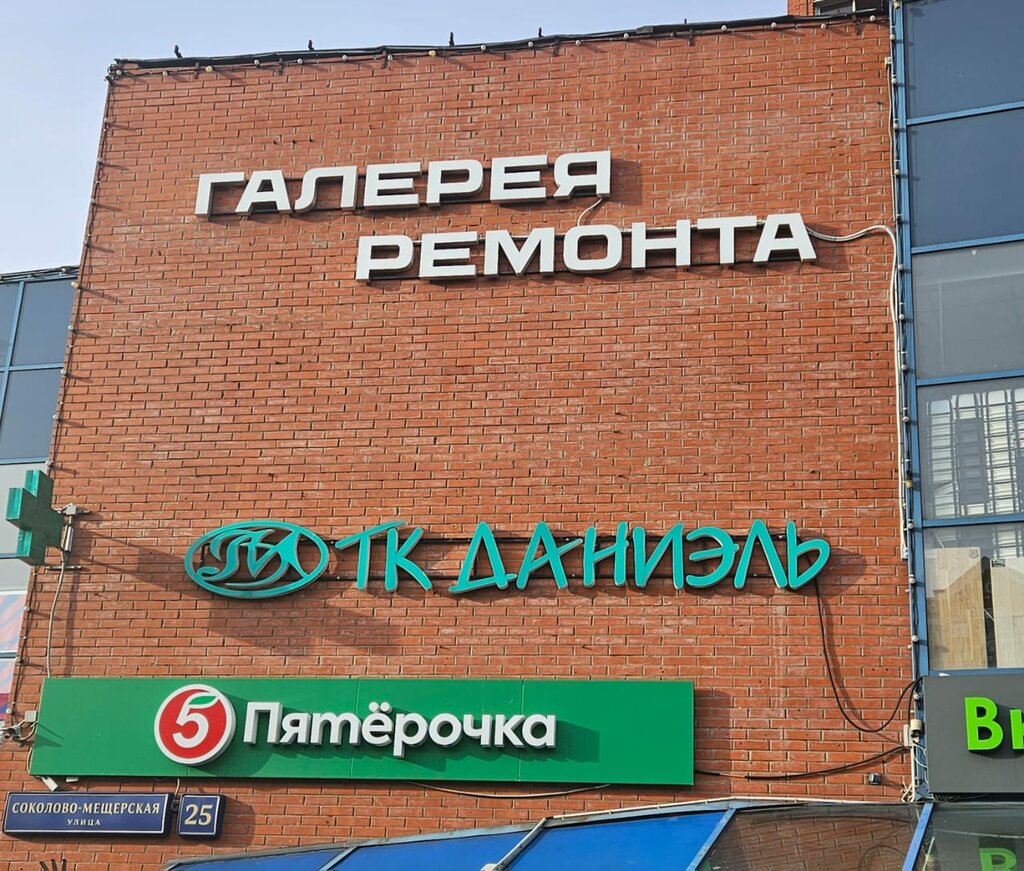 ГАЛЕРЕЯ
РЕМОНТА
ТК ДАНИЭЛЬ
5 Пятёрочка
СОКОЛОВО-МЕЩЕРСКАЯ
УЛИЦА
25